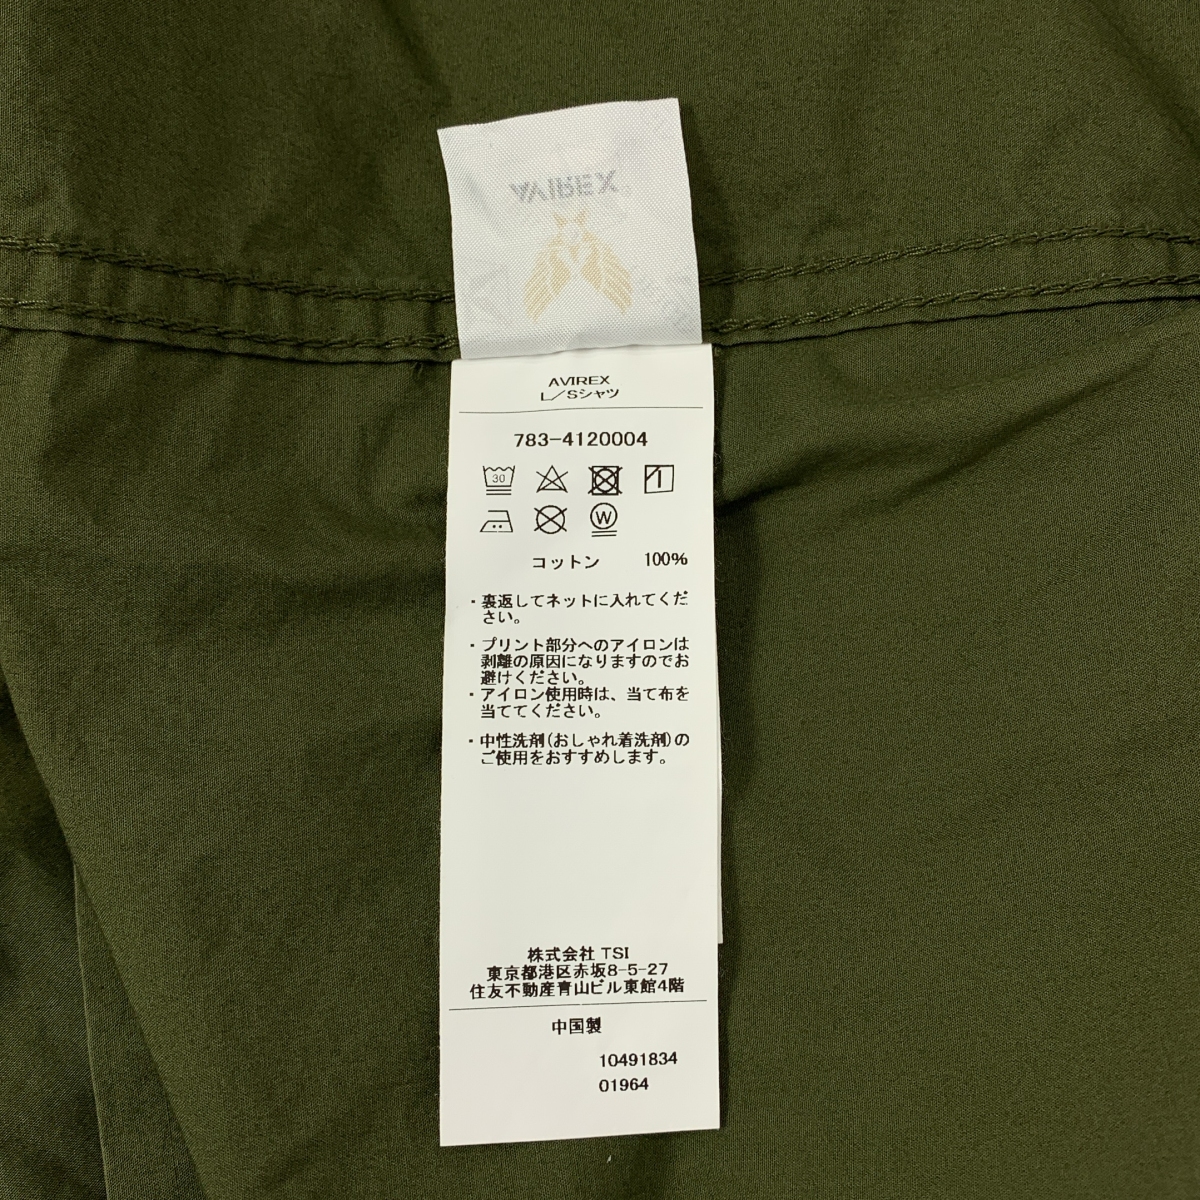 AVIREX
AVIREX
L／Sシャツ
783-4120004
30
W
コットン 100%
・裏返してネットに入れてくだ
さい。
・プリント部分へのアイロンは
剥離の原因になりますのでお
避けください。
・アイロン使用時は、当て布を
当ててください。
・中性洗剤(おしゃれ着洗剤)の
ご使用をおすすめします。
株式会社 TSI
東京都港区赤坂8-5-27
住友不動産青山ビル東館4階
中国製
10491834
01964